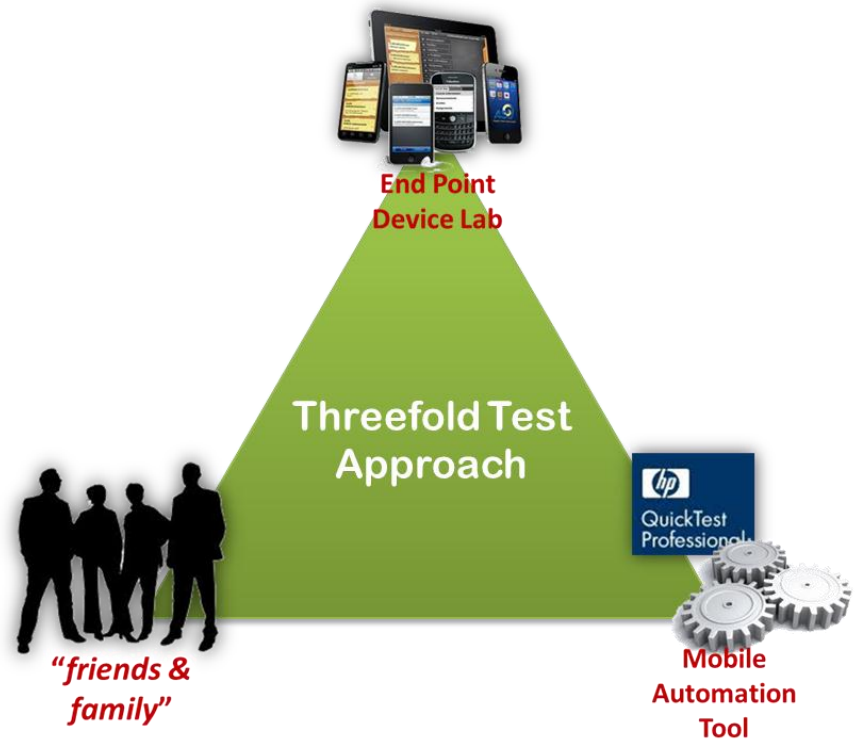 End Point
Device Lab
Threefold Test
Approach
hp
QuickTest
Professional
“friends &
family”
Mobile
Automation
Tool